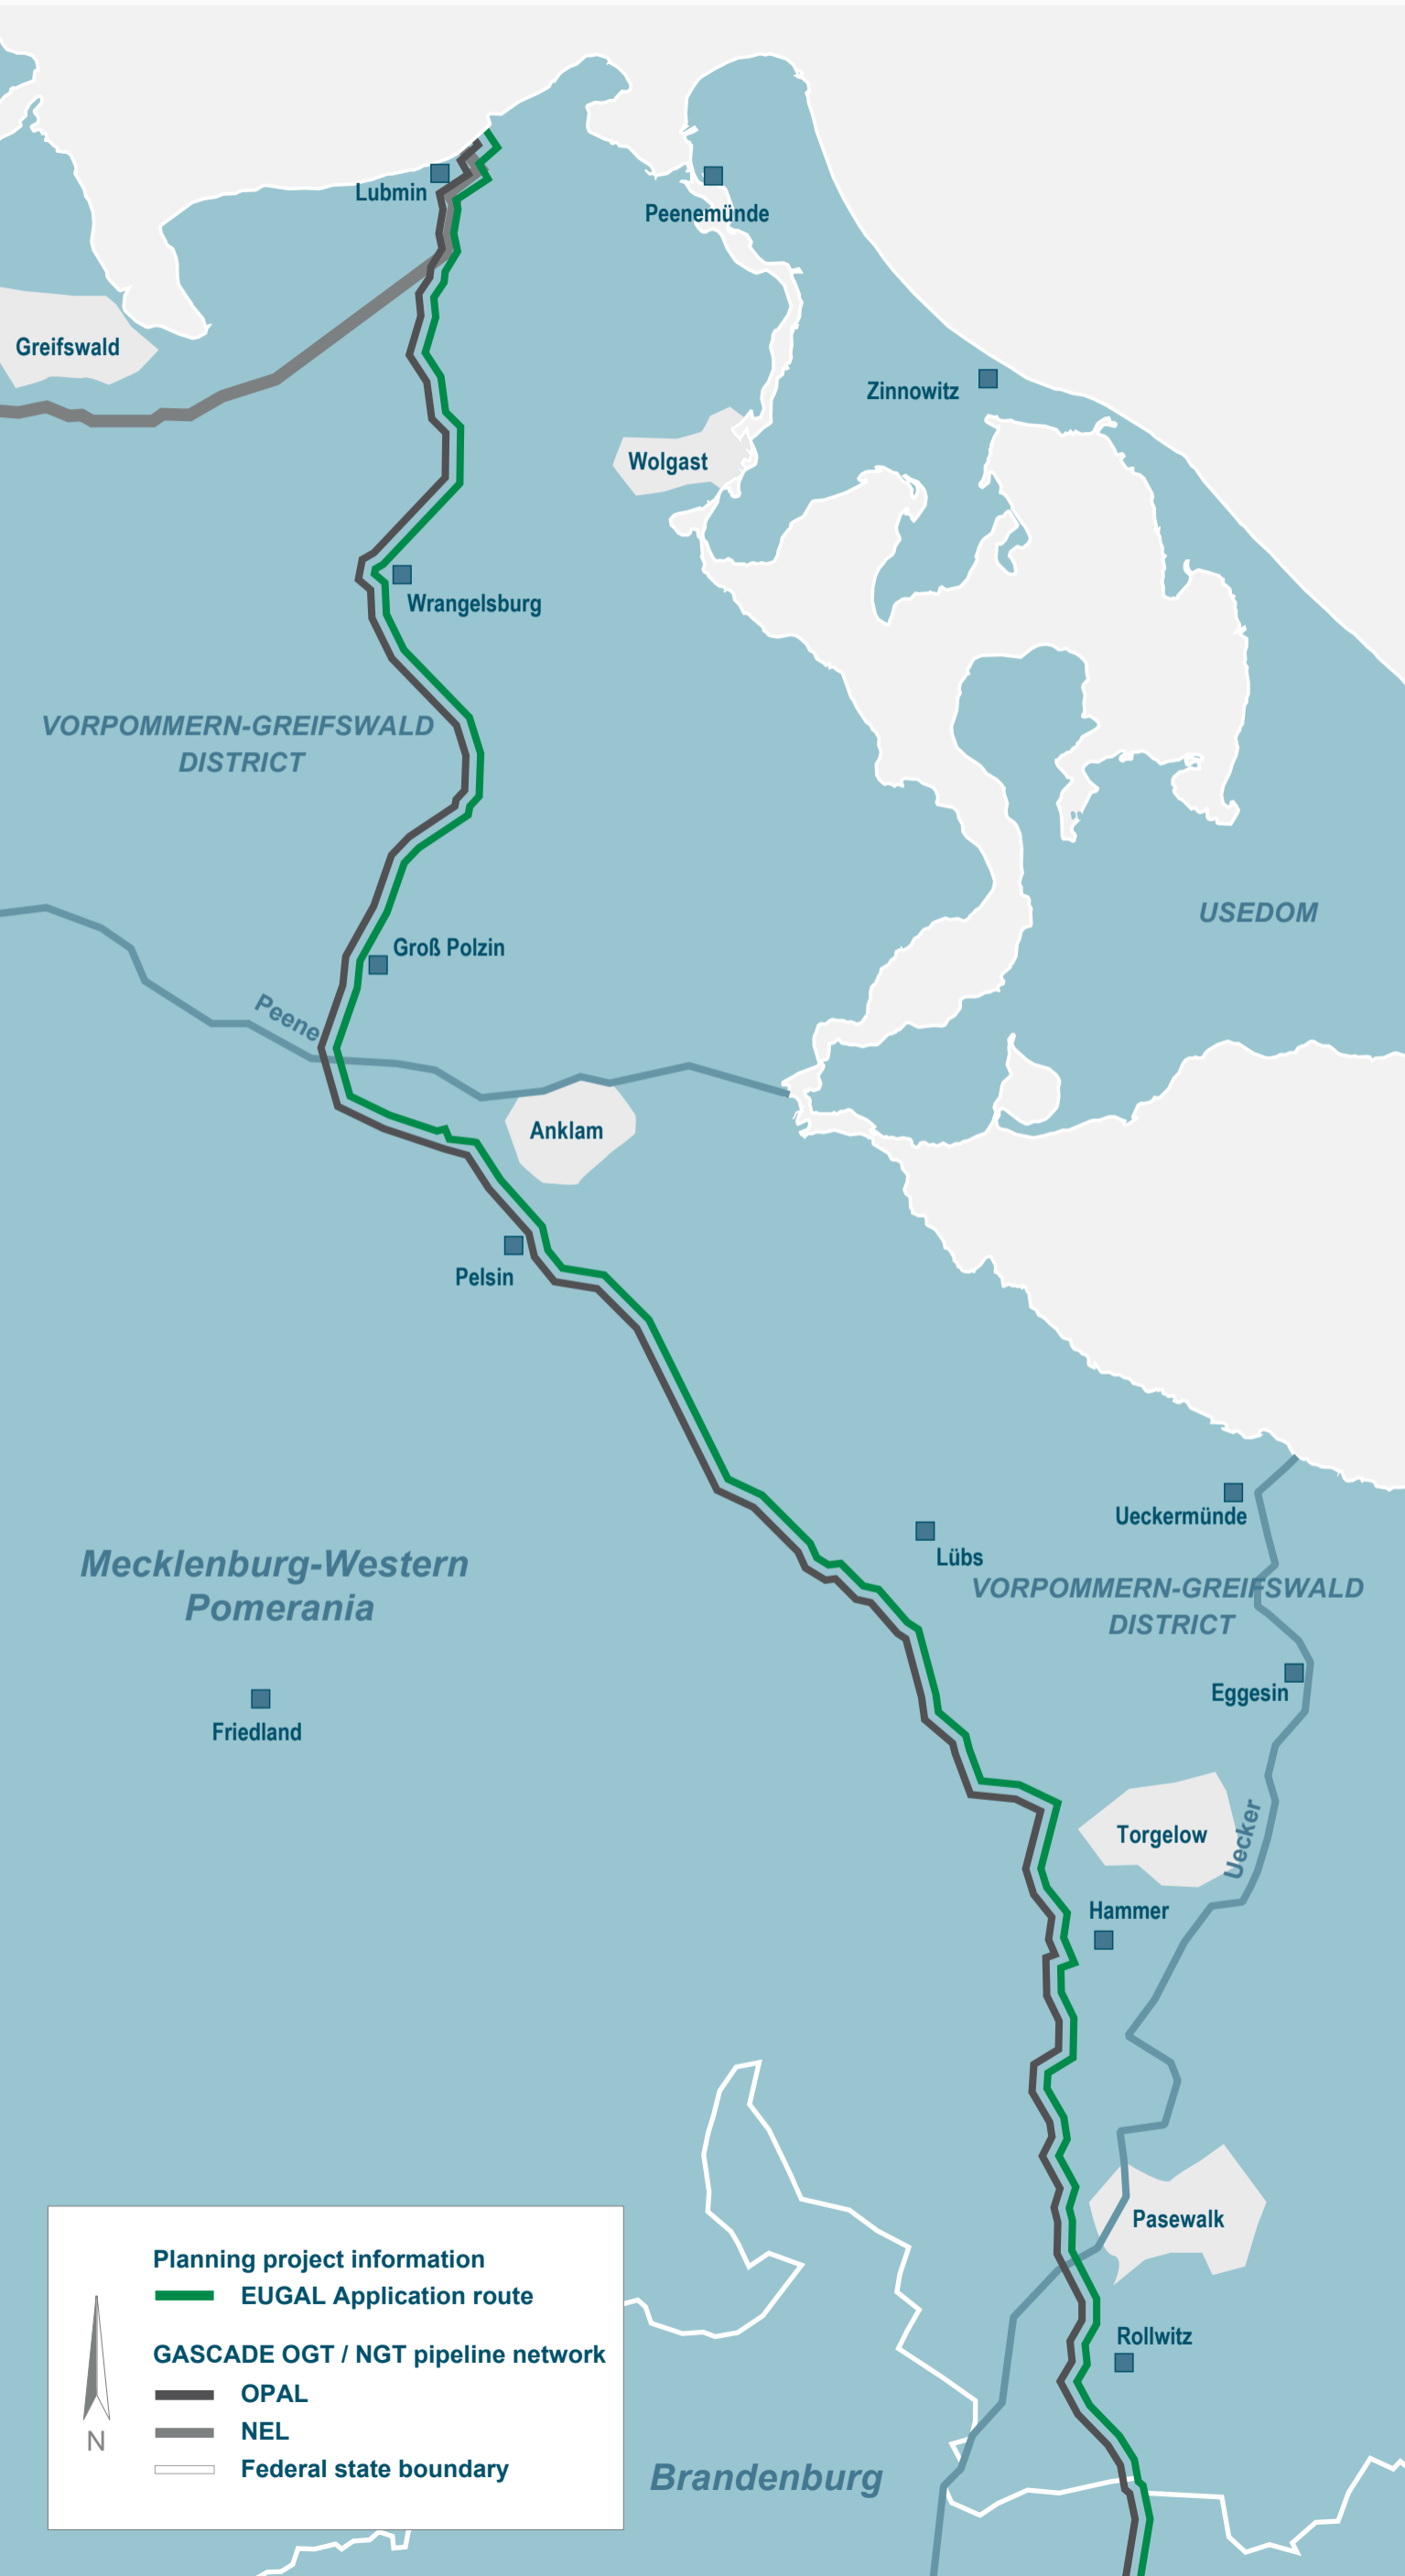 Lubmin
Peenemünde
Greifswald
Zinnowitz
Wolgast
Wrangelsburg
VORPOMMERN-GREIFSWALD
DISTRICT
USEDOM
Groß Polzin
Peene
Anklam
Pelsin
Ueckermünde
Lübs
Mecklenburg-Western
Pomerania
VORPOMMERN-GREIFSWALD
DISTRICT
Eggesin
Friedland
Torgelow
Uecker
Hammer
Pasewalk
Rollwitz
Brandenburg
Planning project information
EUGAL Application route
GASCADE OGT / NGT pipeline network
OPAL
NEL
Federal state boundary
N